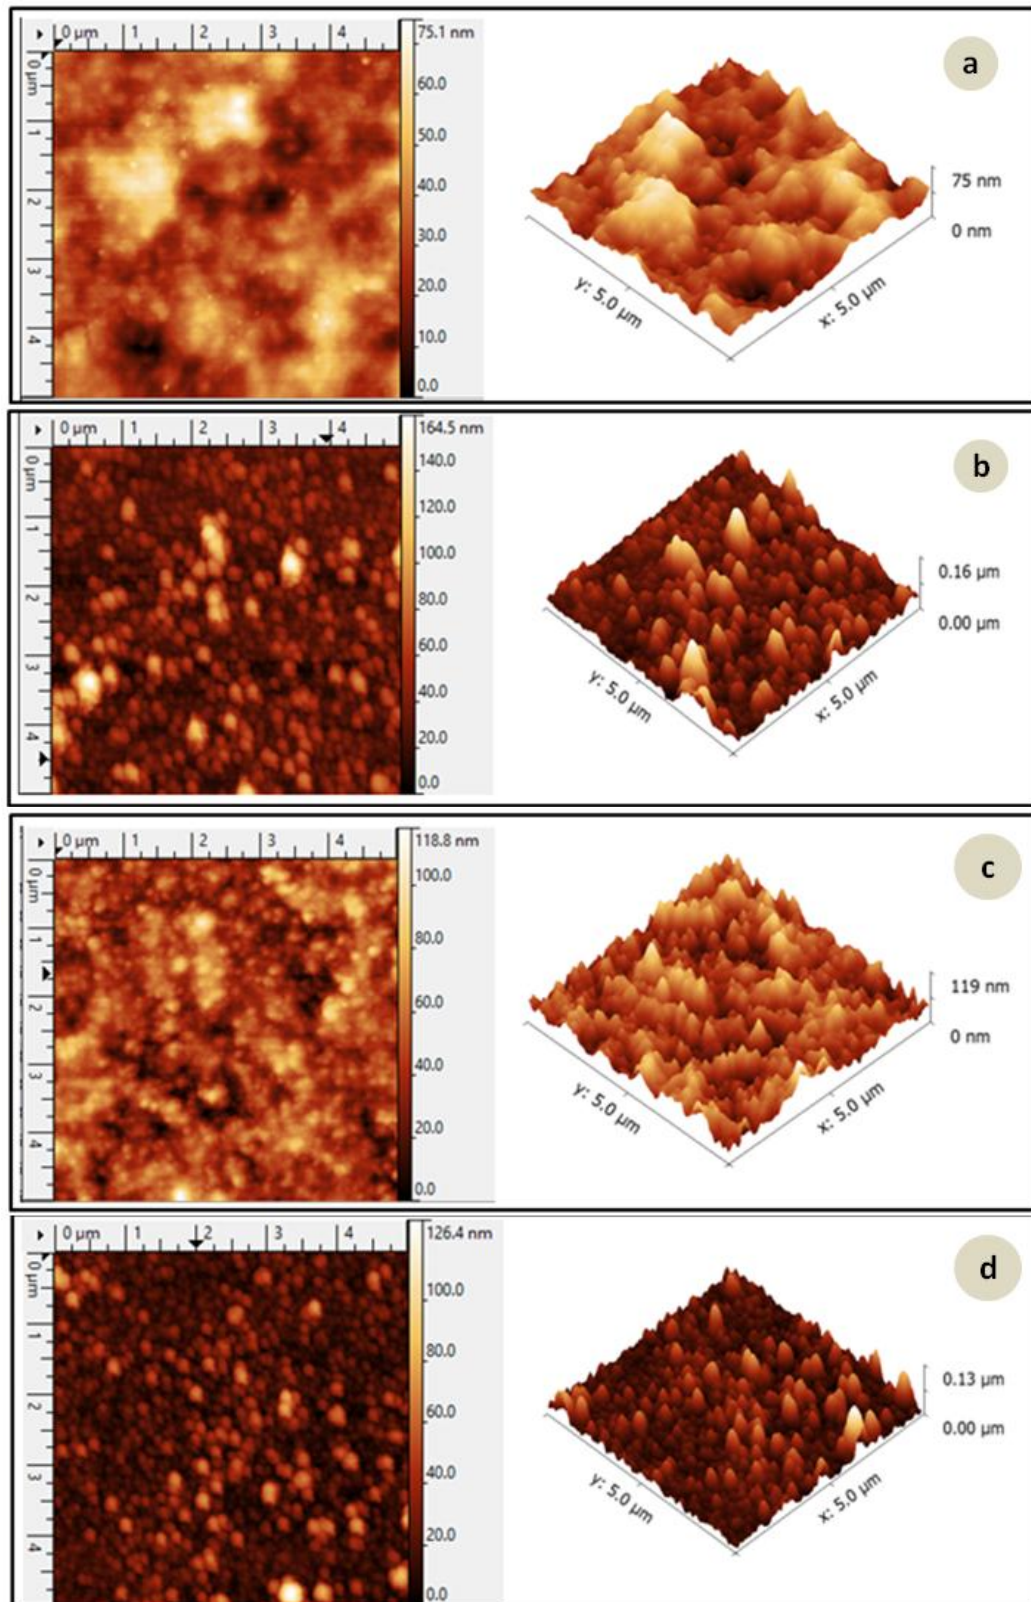 0 µm 1 2 3 4
0 µm 1 2 3 4
75.1 nm
60.0
50.0
40.0
30.0
20.0
10.0
0.0
a
75 nm
0 nm
y: 5.0 µm
x: 5.0 µm
0 µm 1 2 3 4
0 µm 1 2 3 4
164.5 nm
140.0
120.0
100.0
80.0
60.0
40.0
20.0
0.0
b
0.16 µm
0.00 µm
y: 5.0 µm
x: 5.0 µm
0 µm 1 2 3 4
0 µm 1 2 3 4
118.8 nm
100.0
80.0
60.0
40.0
20.0
0.0
c
119 nm
0 nm
y: 5.0 µm
x: 5.0 µm
0 µm 1 2 3 4
0 µm 1 2 3 4
126.4 nm
100.0
80.0
60.0
40.0
20.0
0.0
d
0.13 µm
0.00 µm
y: 5.0 µm
x: 5.0 µm